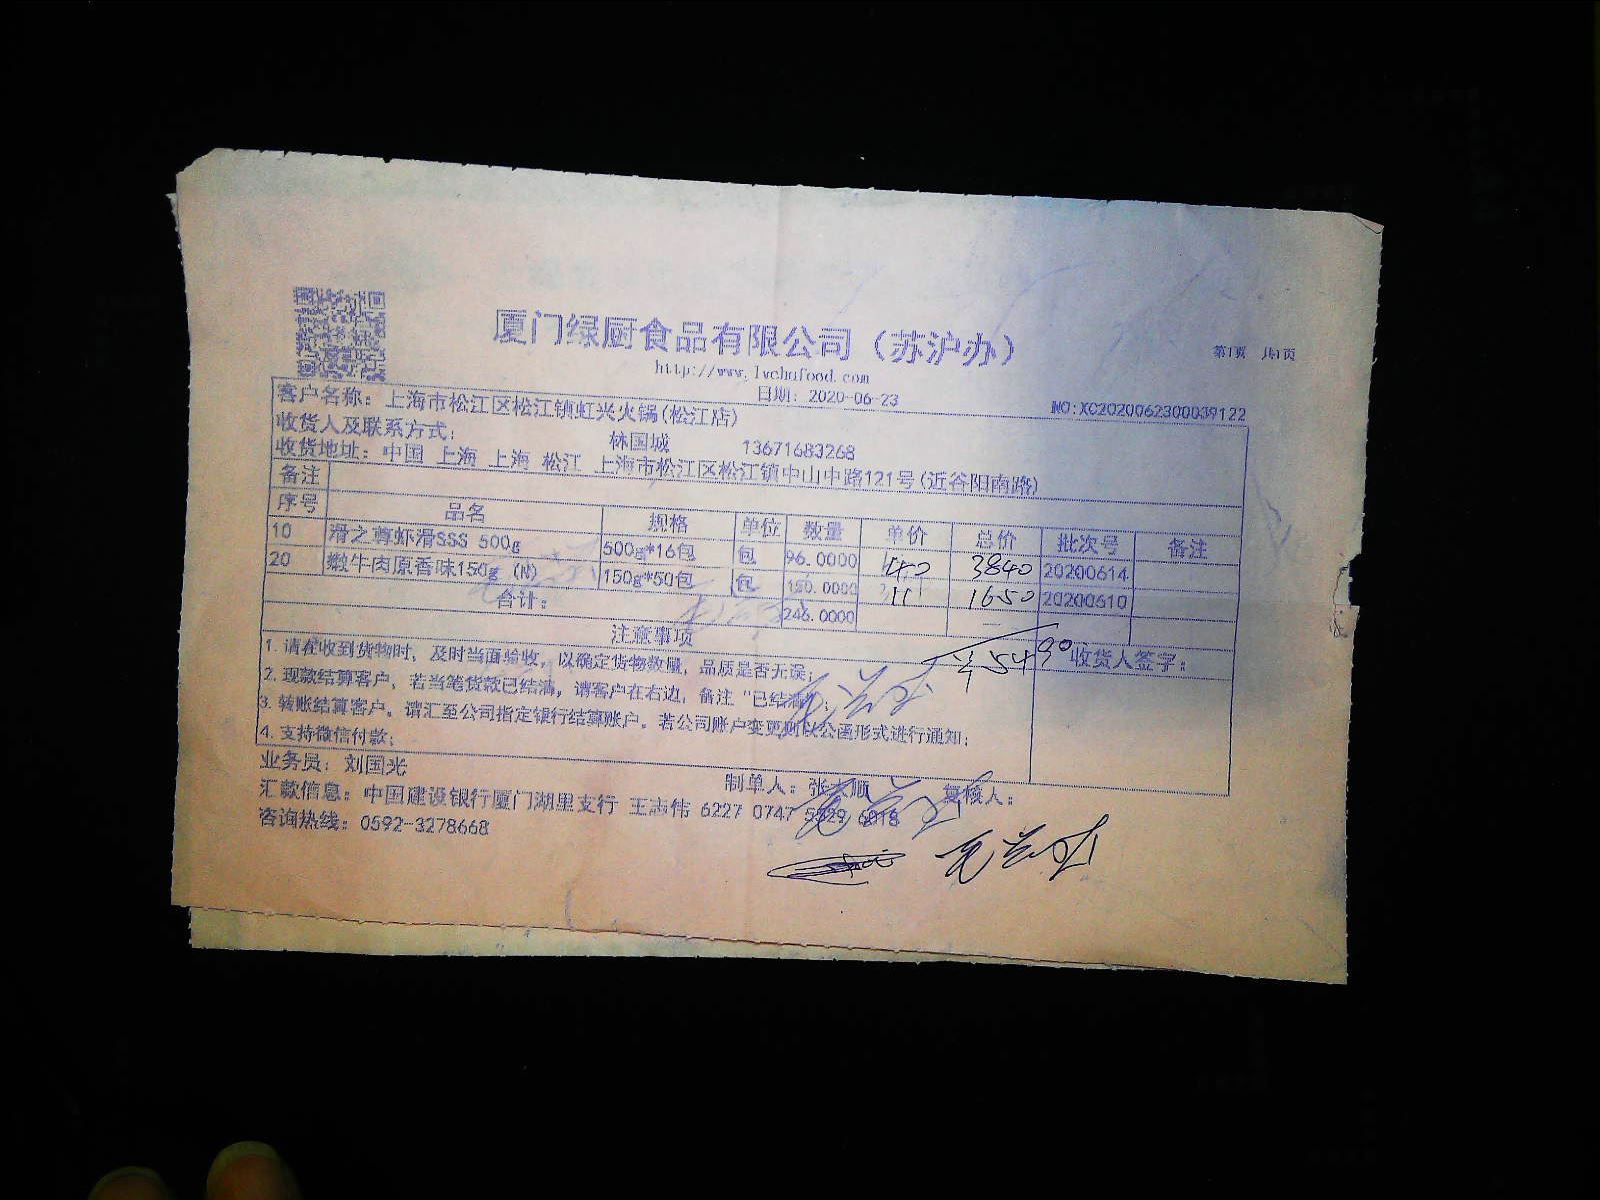 厦门绿厨食品有限公司（苏沪办）
第1页 共1页
http://www.lvchufood.com
日期：2020-06-23
NO:XC2020062300039122
客户名称：上海市松江区松江镇虹兴火锅(松江店)
收货人及联系方式： 林国城 13671683268
收货地址：中国 上海 上海 松江 上海市松江区松江镇中山中路121号(近谷阳南路)
备注
序号 品名 规格 单位 数量 单价 总价 批次号 备注
10 滑之尊虾滑SSS 500g 500g*16包 包 96.0000 40 3840 20200614
20 嫩牛肉原香味150g (N) 150g*50包 包 150.0000 11 1650 20200610
合计： 246.0000
注意事项
¥5490
收货人签字：
1. 请在收到货物时，及时当面验收，以确定货物数量，品质是否无误；
2. 现款结算客户，若当笔货款已结清，请客户在右边，备注“已结清”；
3. 转账结算客户，请汇至公司指定银行结算账户，若公司账户变更则以公函形式进行通知；
4. 支持微信付款；
业务员：刘国光 制单人：张大顺 复核人：
汇款信息：中国建设银行厦门湖里支行 王志伟 6227 0747
咨询热线：0592-3278668